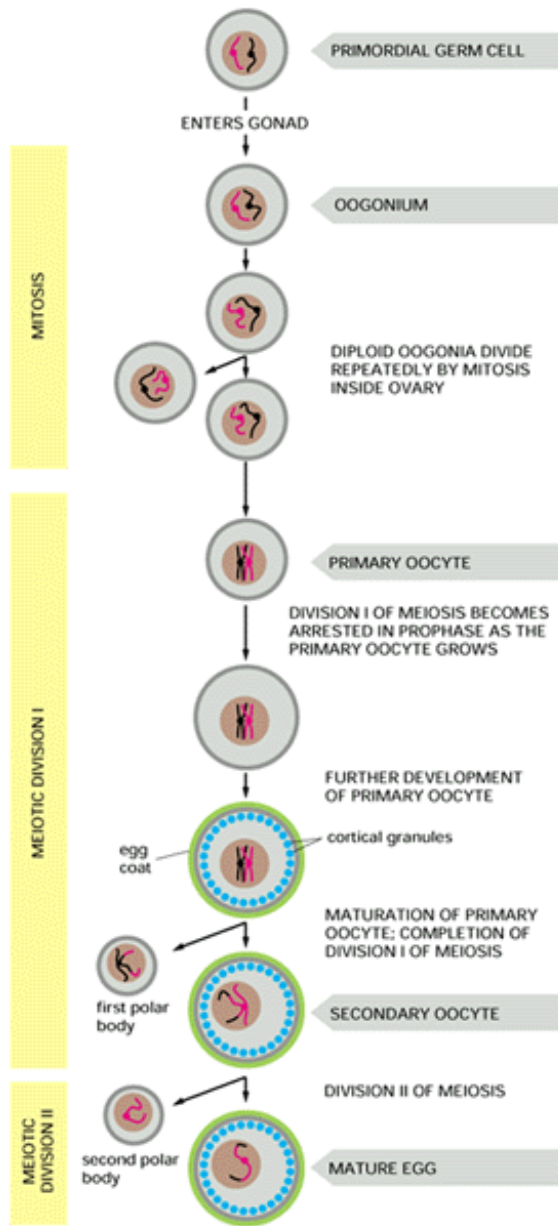 PRIMORDIAL GERM CELL
ENTERS GONAD
MITOSIS
OOGONIUM
DIPLOID OOGONIA DIVIDE
REPEATEDLY BY MITOSIS
INSIDE OVARY
MEIOTIC DIVISION I
PRIMARY OOCYTE
DIVISION I OF MEIOSIS BECOMES
ARRESTED IN PROPHASE AS THE
PRIMARY OOCYTE GROWS
FURTHER DEVELOPMENT
OF PRIMARY OOCYTE
egg
coat
cortical granules
MATURATION OF PRIMARY
OOCYTE; COMPLETION OF
DIVISION I OF MEIOSIS
first polar
body
SECONDARY OOCYTE
MEIOTIC
DIVISION II
DIVISION II OF MEIOSIS
second polar
body
MATURE EGG